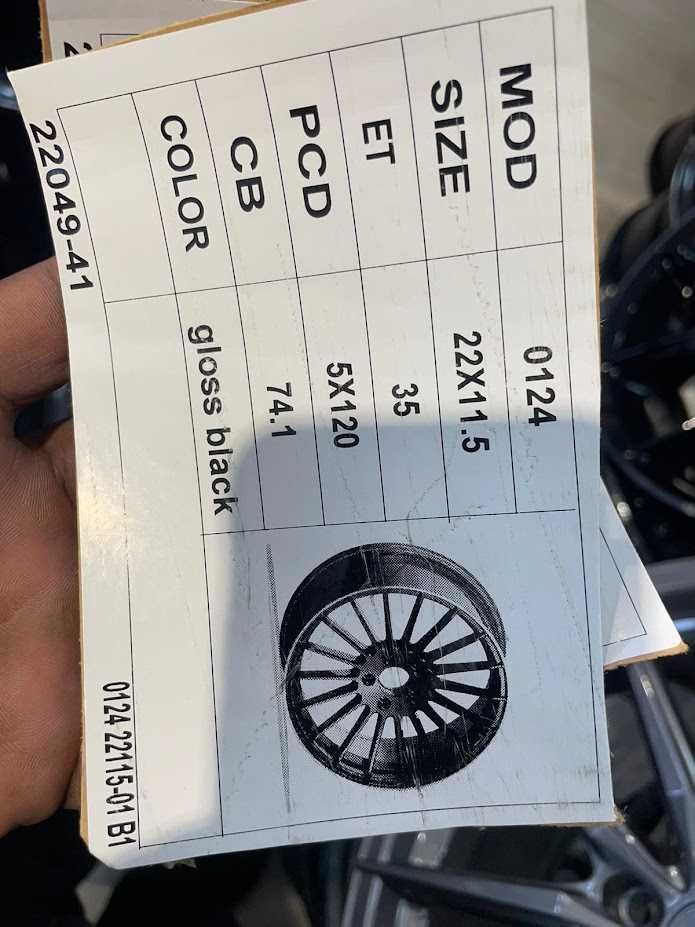 MOD 0124
SIZE 22X11.5
ET 35
PCD 5X120
CB 74.1
COLOR gloss black
22049-41 0124 22115-01 B1